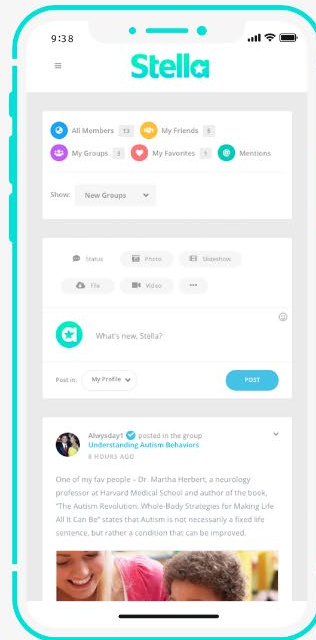 9:38
Stella
All Members 13 My Friends 5
My Groups 3 My Favorites 1 Mentions
Show: New Groups
Status Photo Slideshow
File Video
What's new, Stella?
Post in: My Profile POST
Alwysday1 posted in the group
Understanding Autism Behaviors
8 HOURS AGO
One of my fav people – Dr. Martha Herbert, a neurology
professor at Harvard Medical School and author of the book,
"The Autism Revolution: Whole-Body Strategies for Making Life
All It Can Be" states that Autism is not necessarily a fixed life
sentence, but rather a condition that can be improved.